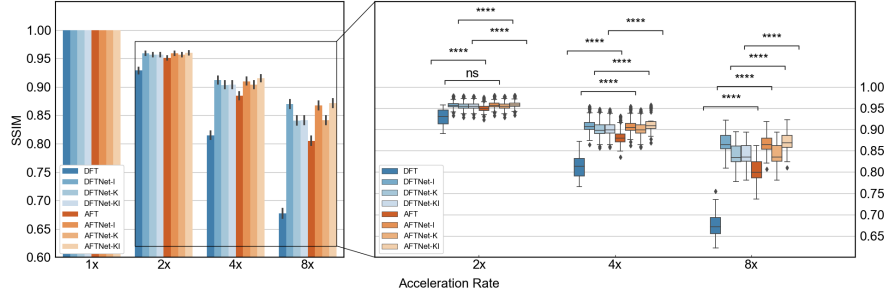 SSIM
1.00
0.95
0.90
0.85
0.80
0.75
0.70
0.65
0.60
DFT
DFTNet-I
DFTNet-K
DFTNet-KI
AFT
AFTNet-I
AFTNet-K
AFTNet-KI
1x
2x
4x
8x
****
****
****
ns
****
****
****
****
****
****
****
****
DFT
DFTNet-I
DFTNet-K
DFTNet-KI
AFT
AFTNet-I
AFTNet-K
AFTNet-KI
1.00
0.95
0.90
0.85
0.80
0.75
0.70
0.65
2x
4x
8x
Acceleration Rate